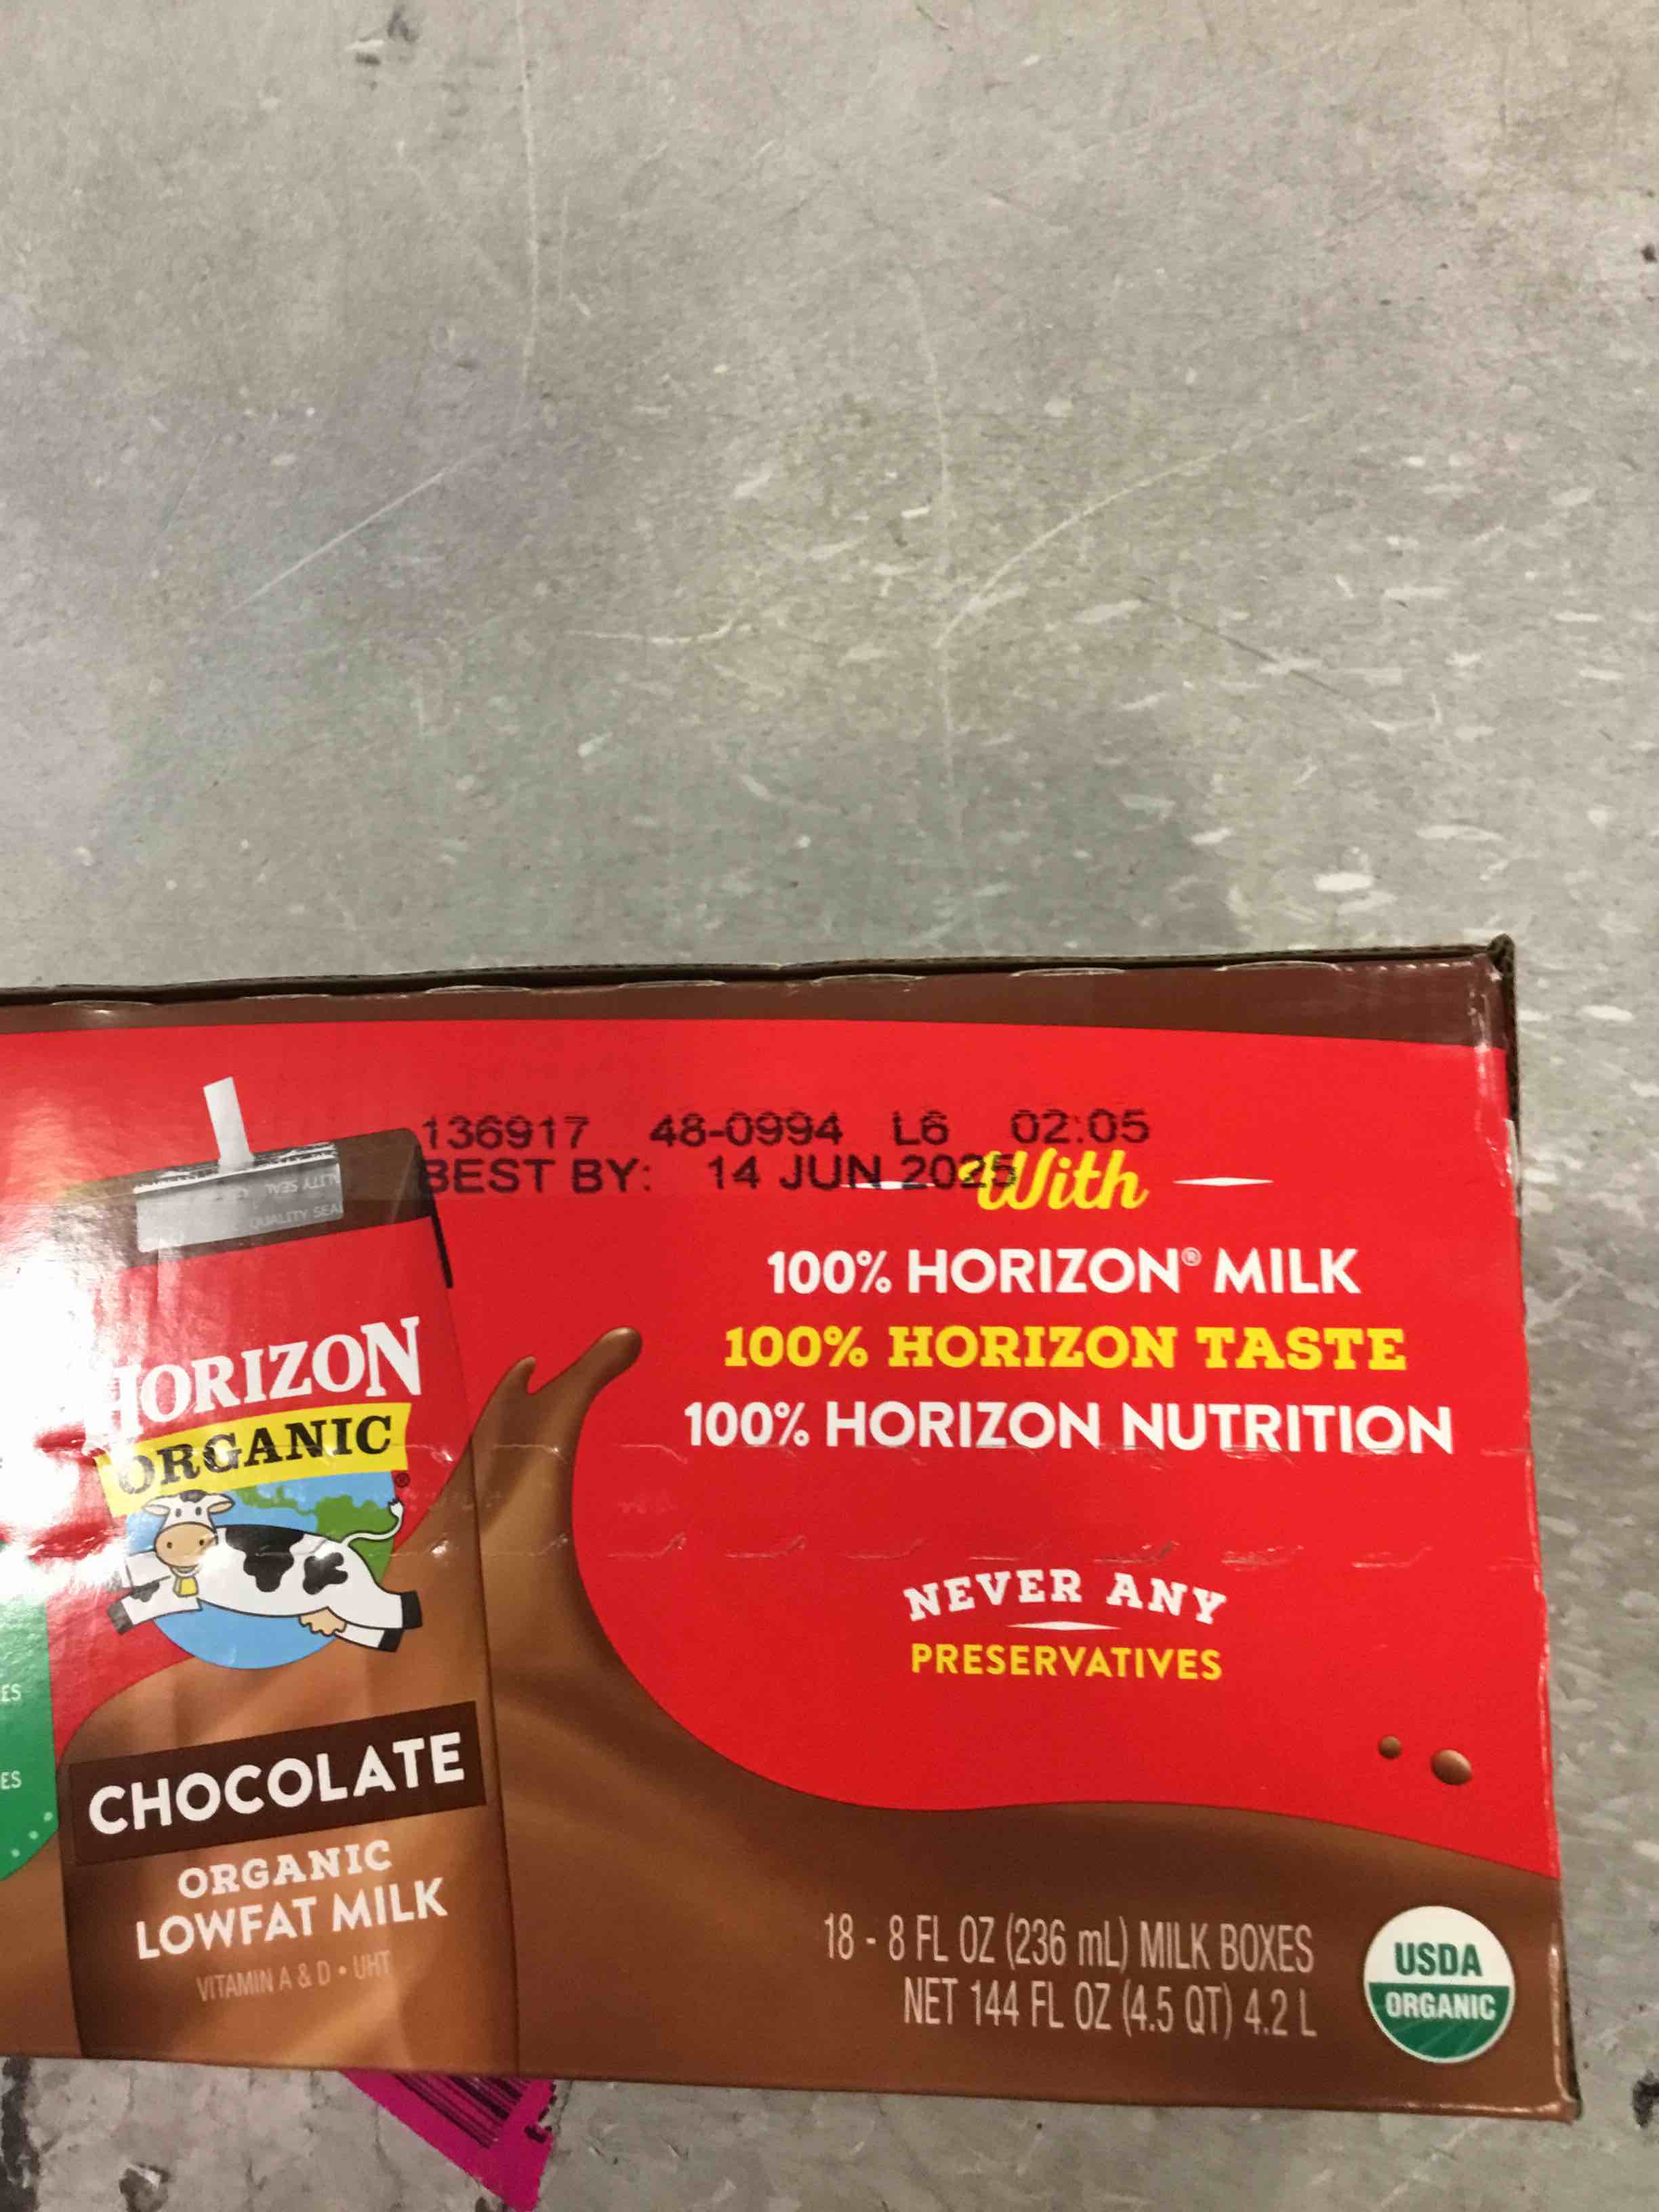 136917 48-0994 L6 02:05
BEST BY: 14 JUN 2025
With
100% HORIZON® MILK
100% HORIZON TASTE
100% HORIZON NUTRITION
NEVER ANY
PRESERVATIVES
QUALITY SEAL
HORIZON
ORGANIC®
CHOCOLATE
ORGANIC
LOWFAT MILK
VITAMIN A & D • UHT
18 - 8 FL OZ (236 mL) MILK BOXES
NET 144 FL OZ (4.5 QT) 4.2 L
USDA
ORGANIC